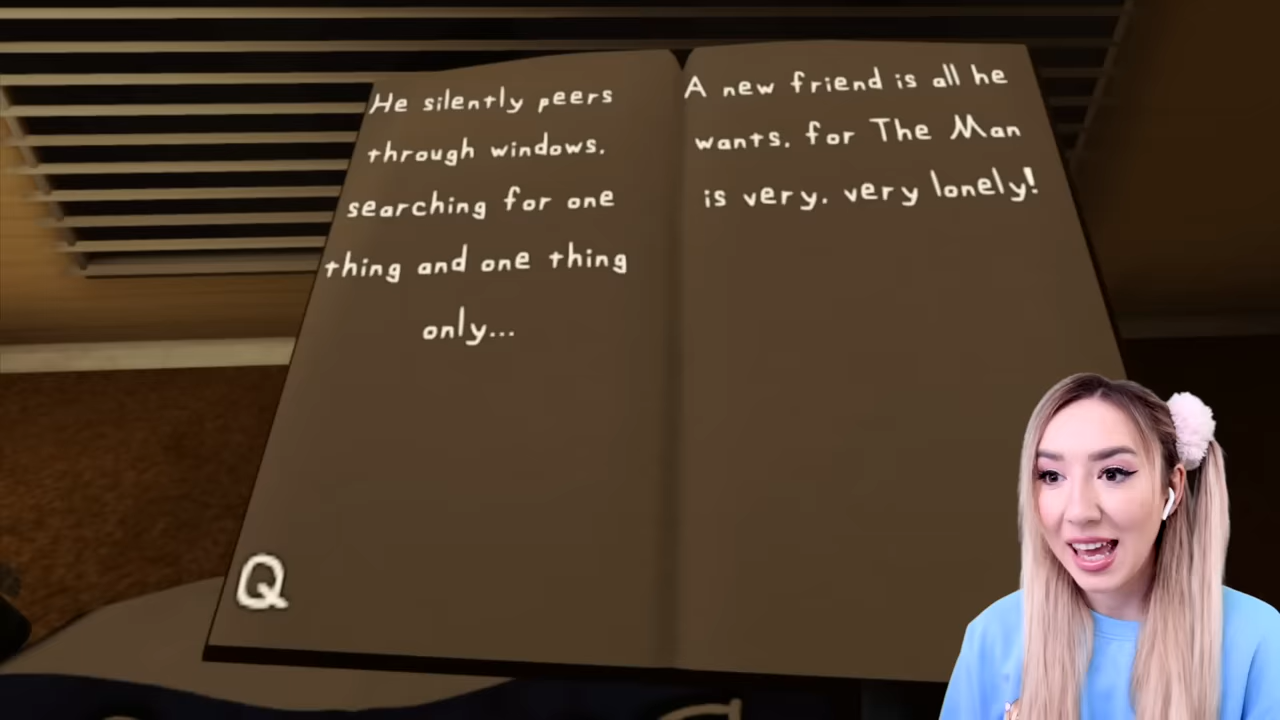 He silently peers
through windows.
searching for one
thing and one thing
only...
A new friend is all he
wants. for The Man
is very. very lonely!
Q